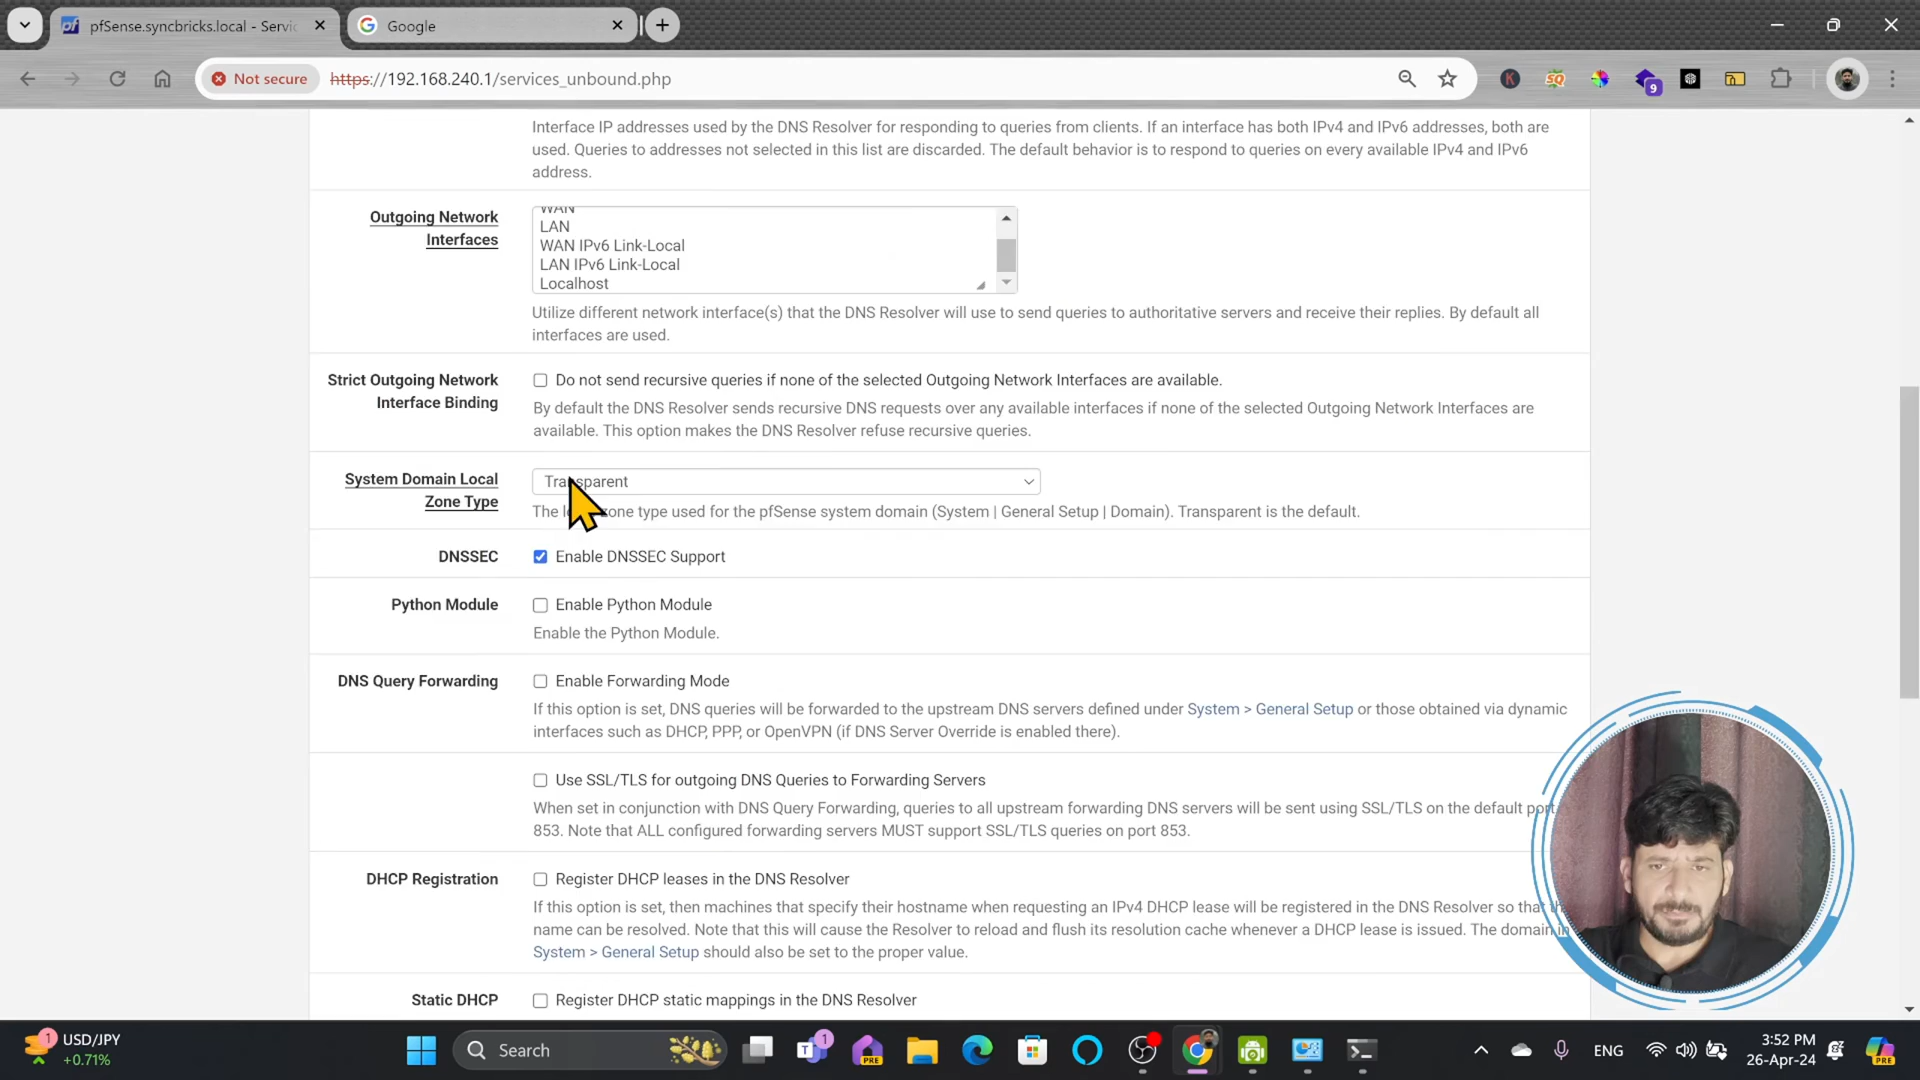 pfSense.syncbricks.local - Servic
Google
Not secure
https://192.168.240.1/services_unbound.php
9
Interface IP addresses used by the DNS Resolver for responding to queries from clients. If an interface has both IPv4 and IPv6 addresses, both are
used. Queries to addresses not selected in this list are discarded. The default behavior is to respond to queries on every available IPv4 and IPv6
address.
Outgoing Network
Interfaces
WAN
LAN
WAN IPv6 Link-Local
LAN IPv6 Link-Local
Localhost
Utilize different network interface(s) that the DNS Resolver will use to send queries to authoritative servers and receive their replies. By default all
interfaces are used.
Strict Outgoing Network
Interface Binding
Do not send recursive queries if none of the selected Outgoing Network Interfaces are available.
By default the DNS Resolver sends recursive DNS requests over any available interfaces if none of the selected Outgoing Network Interfaces are
available. This option makes the DNS Resolver refuse recursive queries.
System Domain Local
Zone Type
Transparent
The local zone type used for the pfSense system domain (System | General Setup | Domain). Transparent is the default.
DNSSEC
Enable DNSSEC Support
Python Module
Enable Python Module
Enable the Python Module.
DNS Query Forwarding
Enable Forwarding Mode
If this option is set, DNS queries will be forwarded to the upstream DNS servers defined under System > General Setup or those obtained via dynamic
interfaces such as DHCP, PPP, or OpenVPN (if DNS Server Override is enabled there).
Use SSL/TLS for outgoing DNS Queries to Forwarding Servers
When set in conjunction with DNS Query Forwarding, queries to all upstream forwarding DNS servers will be sent using SSL/TLS on the default port
853. Note that ALL configured forwarding servers MUST support SSL/TLS queries on port 853.
DHCP Registration
Register DHCP leases in the DNS Resolver
If this option is set, then machines that specify their hostname when requesting an IPv4 DHCP lease will be registered in the DNS Resolver so that
name can be resolved. Note that this will cause the Resolver to reload and flush its resolution cache whenever a DHCP lease is issued. The domain in
System > General Setup should also be set to the proper value.
Static DHCP
Register DHCP static mappings in the DNS Resolver
1
USD/JPY
+0.71%
Search
1
PRE
ENG
3:52 PM
26-Apr-24
PRE